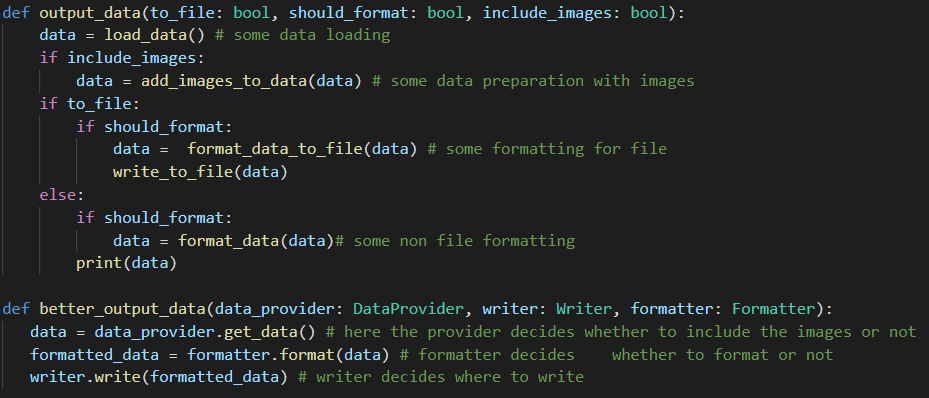 def output_data(to_file: bool, should_format: bool, include_images: bool):
    data = load_data() # some data loading
    if include_images:
        data = add_images_to_data(data) # some data preparation with images
    if to_file:
        if should_format:
            data =  format_data_to_file(data) # some formatting for file
            write_to_file(data)
    else:
        if should_format:
            data = format_data(data)# some non file formatting
        print(data)

def better_output_data(data_provider: DataProvider, writer: Writer, formatter: Formatter):
   data = data_provider.get_data() # here the provider decides whether to include the images or not
   formatted_data = formatter.format(data) # formatter decides    whether to format or not
   writer.write(formatted_data) # writer decides where to write